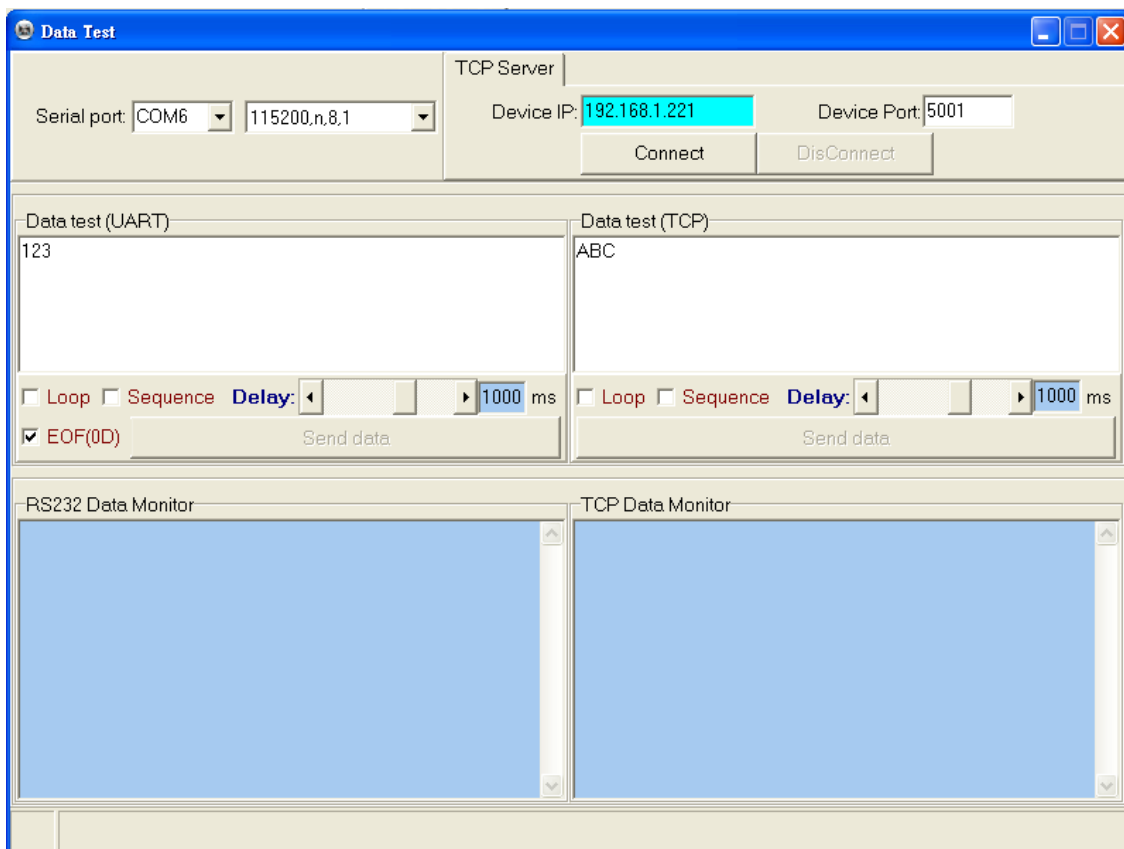 Data Test
TCP Server
Serial port: COM6 115200,n,8,1
Device IP: 192.168.1.221 Device Port: 5001
Connect DisConnect
Data test (UART)
123
Loop Sequence Delay: 1000 ms
EOF(0D) Send data
Data test (TCP)
ABC
Loop Sequence Delay: 1000 ms
Send data
RS232 Data Monitor
TCP Data Monitor